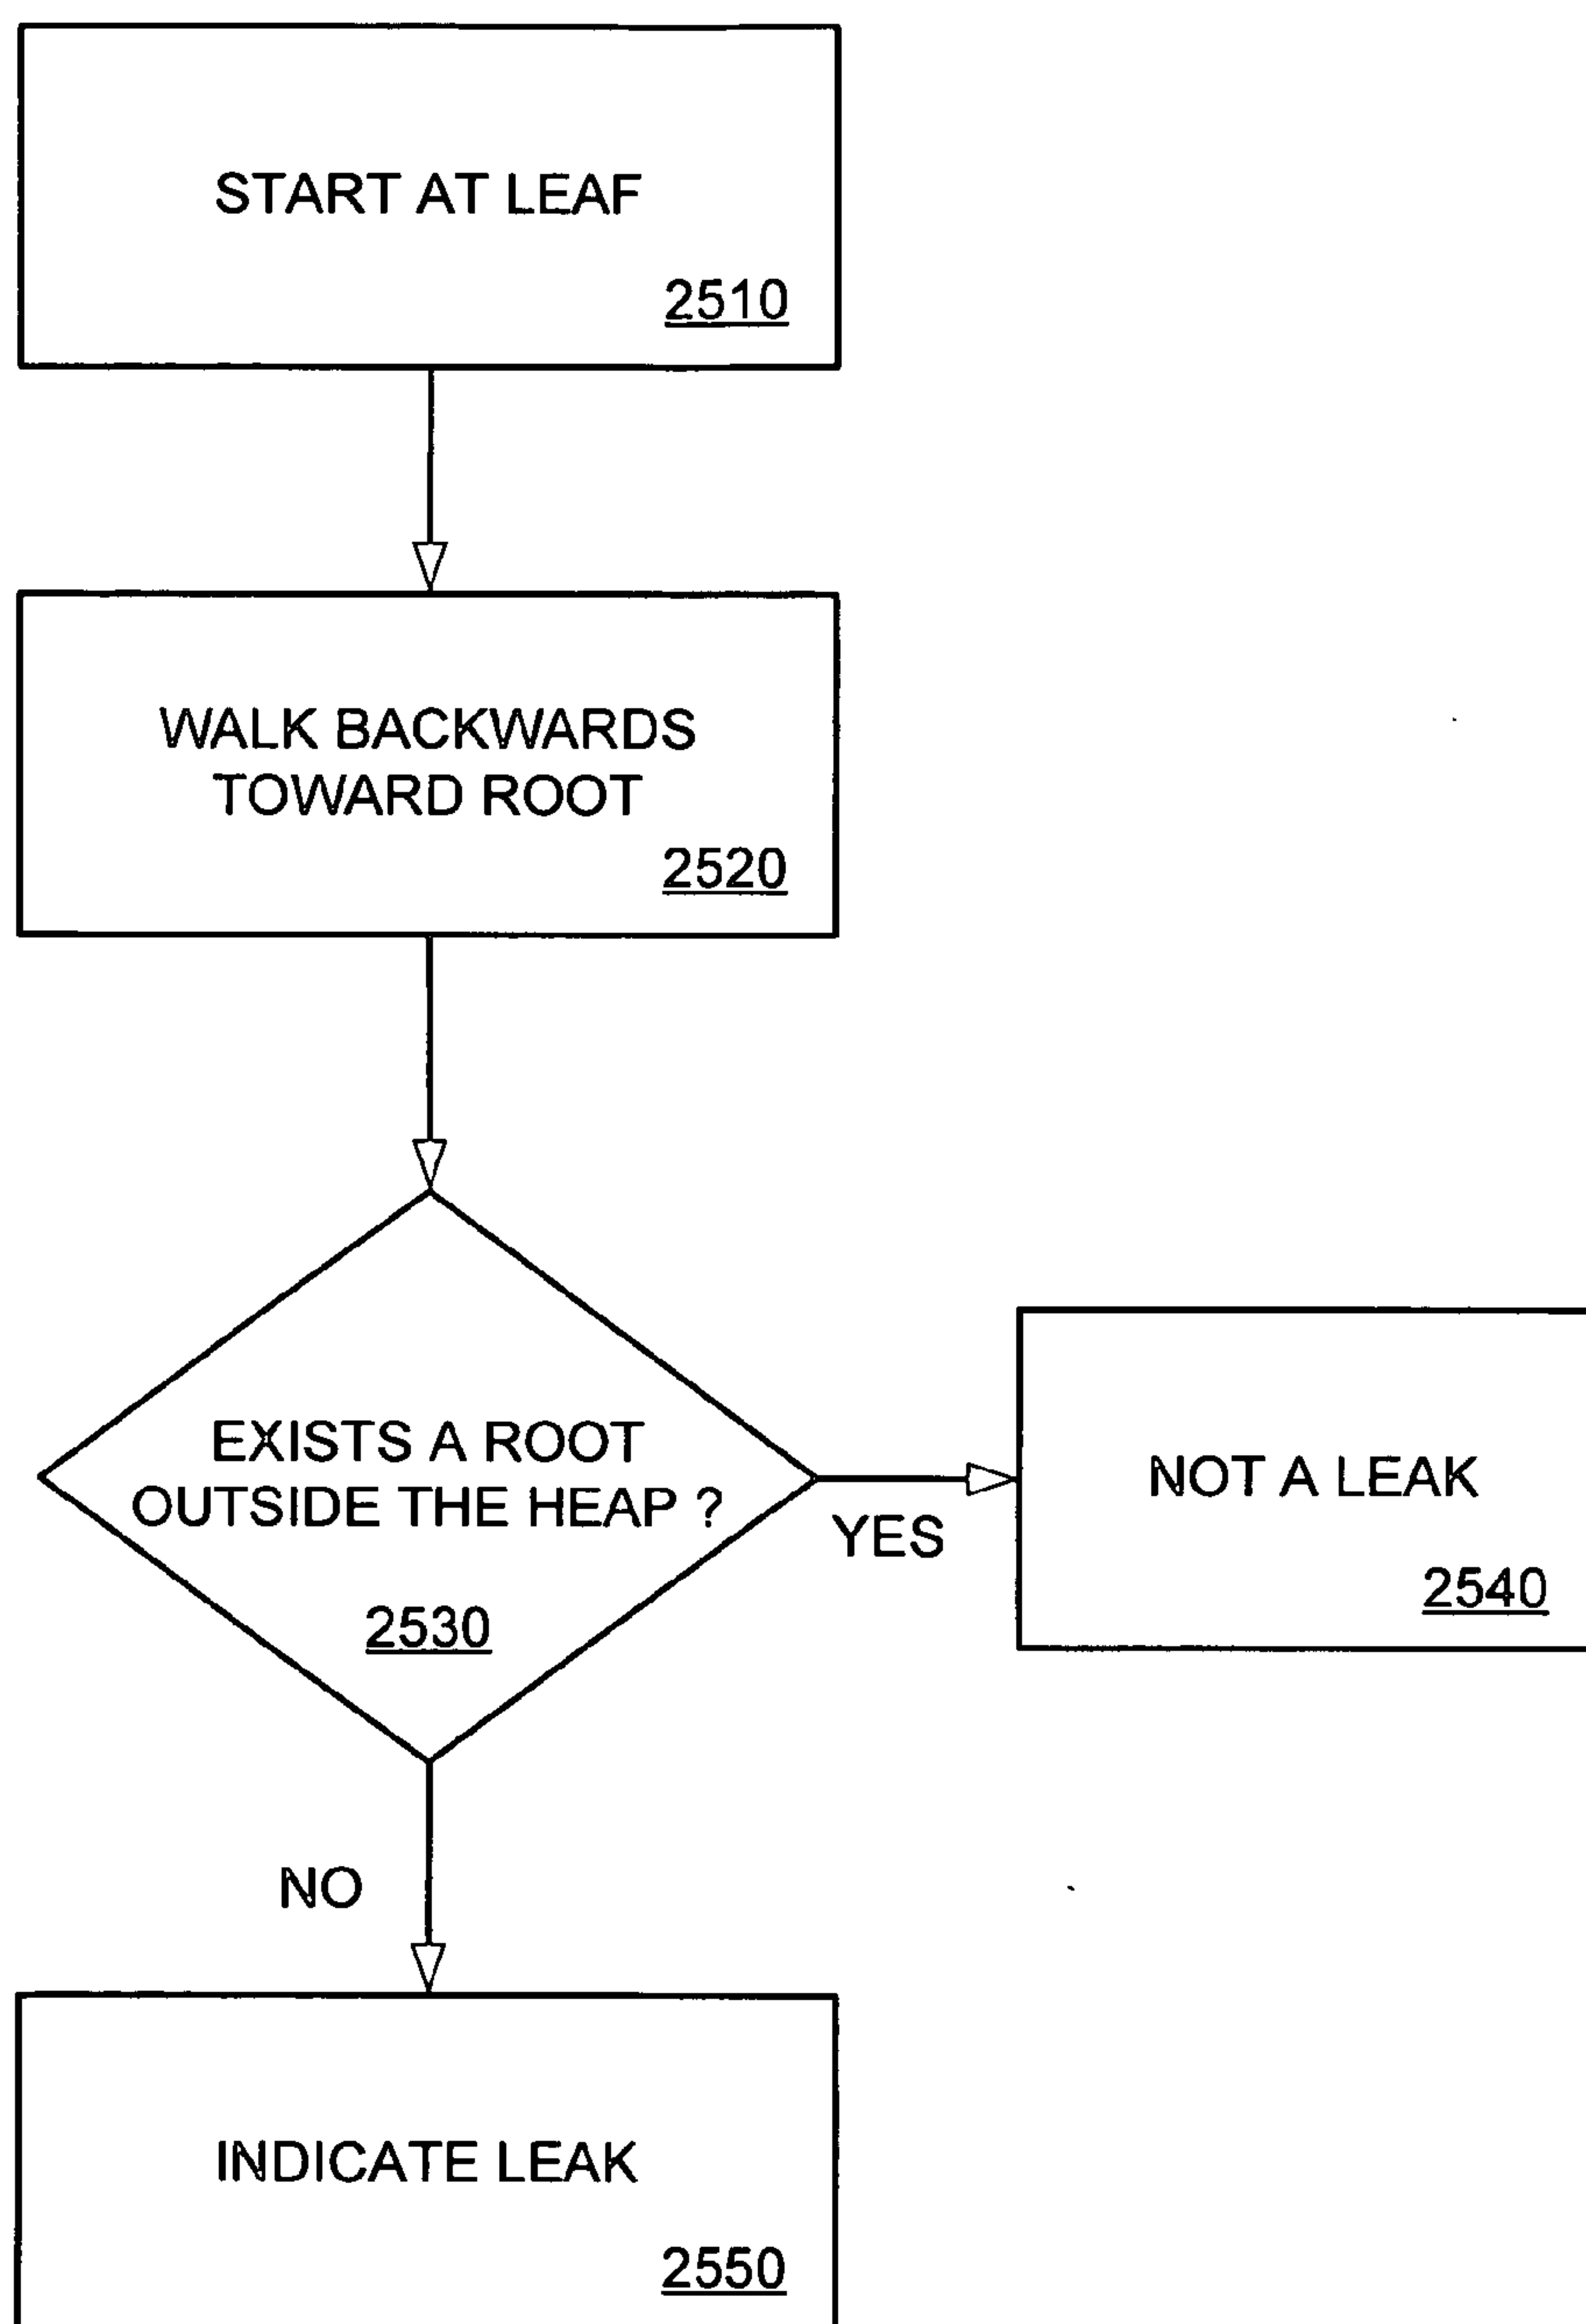 START AT LEAF
2510
WALK BACKWARDS
TOWARD ROOT
2520
EXISTS A ROOT
OUTSIDE THE HEAP ?
2530
YES
NOT A LEAK
2540
NO
INDICATE LEAK
2550